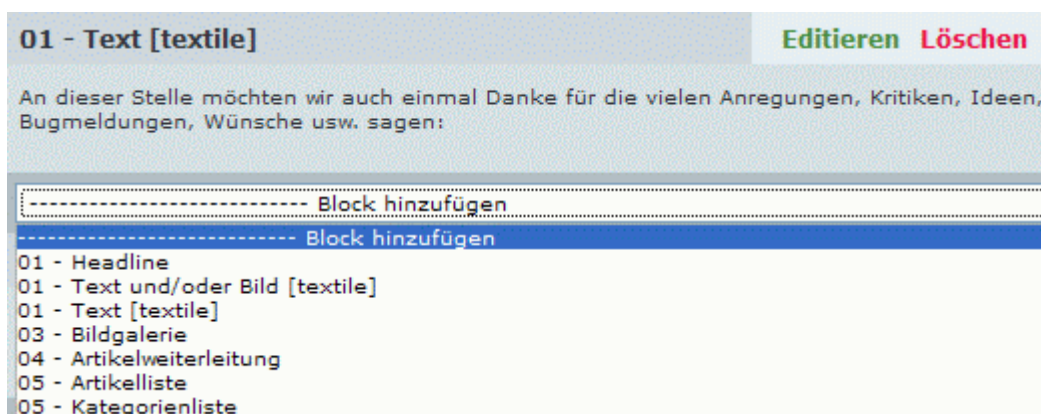 01 - Text [textile] Editieren Löschen
An dieser Stelle möchten wir auch einmal Danke für die vielen Anregungen, Kritiken, Ideen,
Bugmeldungen, Wünsche usw. sagen:
---------------------------- Block hinzufügen
---------------------------- Block hinzufügen
01 - Headline
01 - Text und/oder Bild [textile]
01 - Text [textile]
03 - Bildgalerie
04 - Artikelweiterleitung
05 - Artikelliste
05 - Kategorienliste